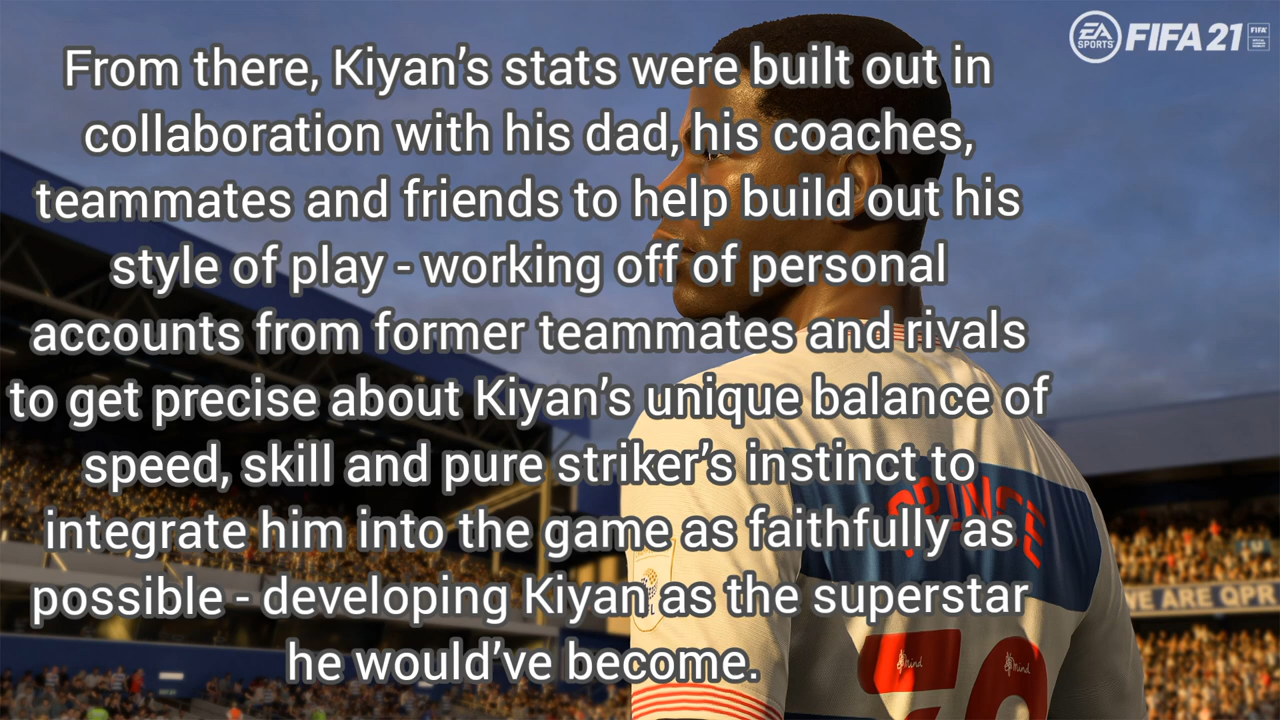 EA SPORTS FIFA 21
From there, Kiyan's stats were built out in
collaboration with his dad, his coaches,
teammates and friends to help build out his
style of play - working off of personal
accounts from former teammates and rivals
to get precise about Kiyan's unique balance of
speed, skill and pure striker's instinct to
integrate him into the game as faithfully as
possible - developing Kiyan as the superstar
he would've become.
PRINCE
WE ARE QPR
30
mind mind